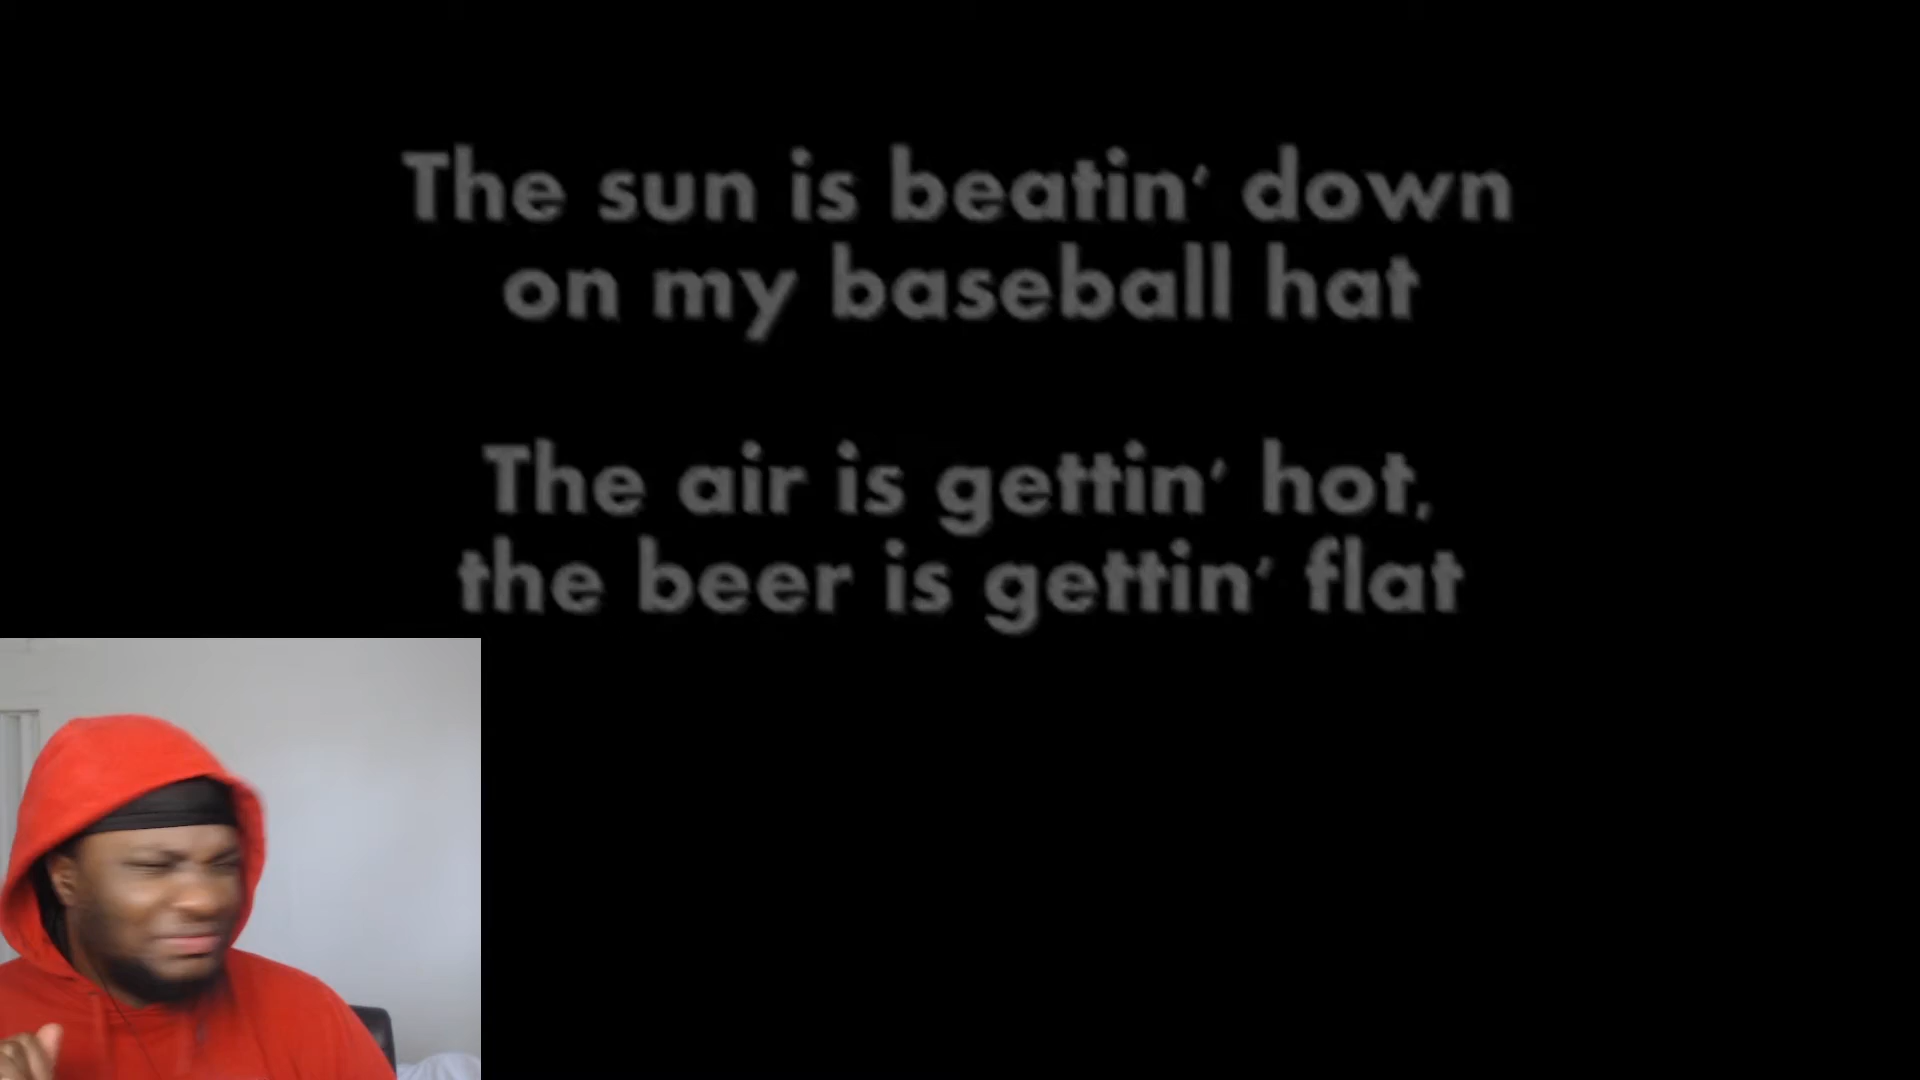 The sun is beatin' down
on my baseball hat
The air is gettin' hot,
the beer is gettin' flat